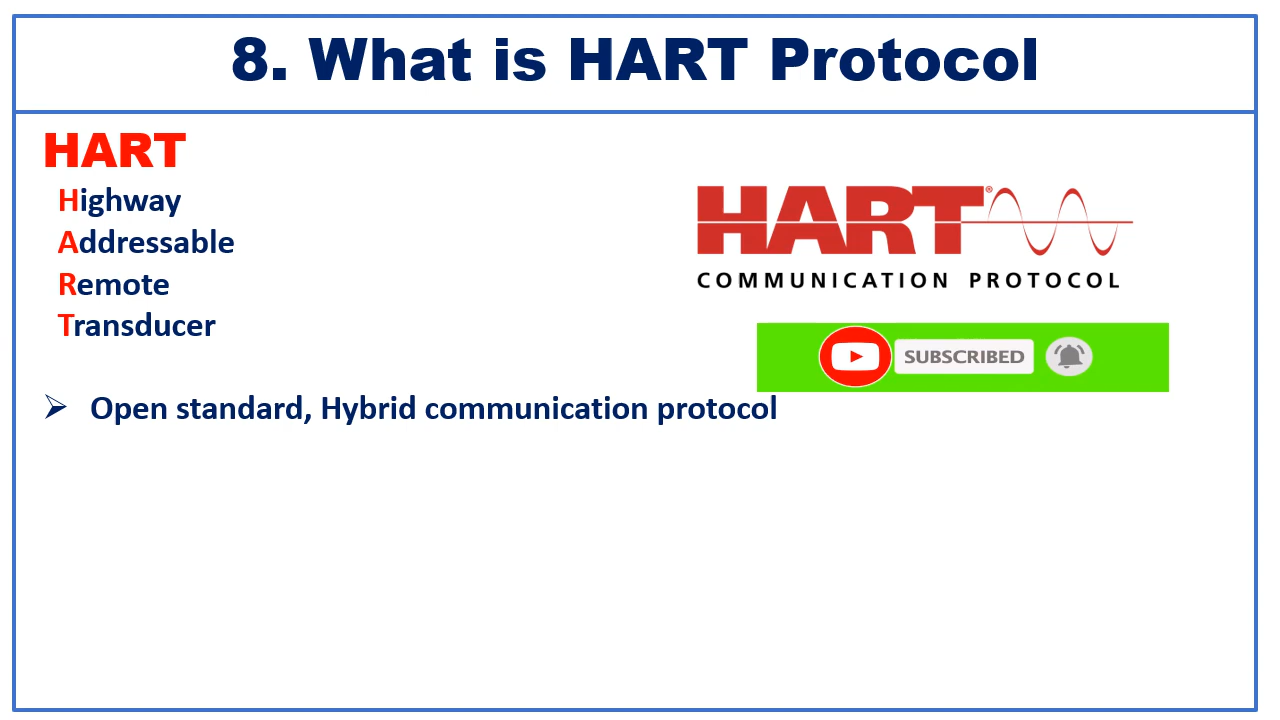 8. What is HART Protocol
HART
Highway
Addressable
Remote
Transducer
HART®
COMMUNICATION PROTOCOL
SUBSCRIBED
➢ Open standard, Hybrid communication protocol